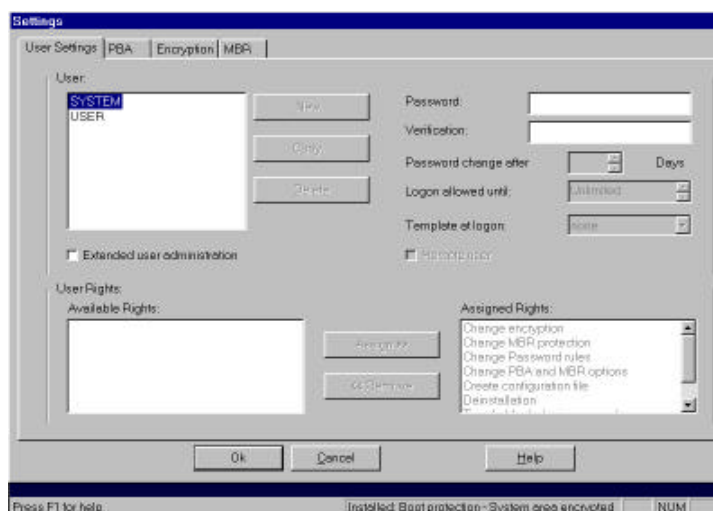 Settings
User Settings PBA Encryption MBR
User:
SYSTEM
USER
New
Copy
Delete
Password:
Verification:
Password change after Days
Logon allowed until: Unlimited
Template at logon: none
Extended user administration
User Rights:
Available Rights:
Assign >>
<< Remove
Assigned Rights:
Change encryption
Change MBR protection
Change Password rules
Change PBA and MBR options
Create configuration file
Deinstallation
Ok Cancel Help
Press F1 for help Installed: Boot protection - System area encrypted NUM